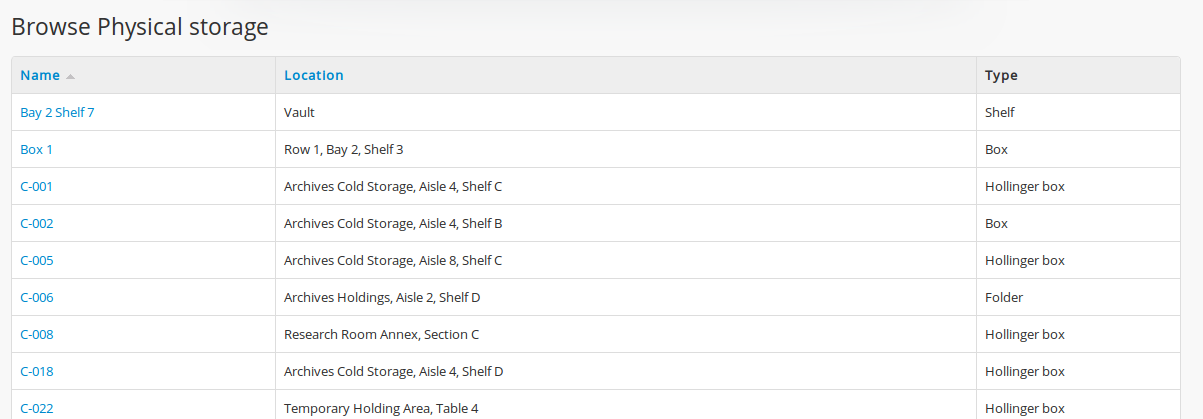 Browse Physical storage
Name Location Type
Bay 2 Shelf 7 Vault Shelf
Box 1 Row 1, Bay 2, Shelf 3 Box
C-001 Archives Cold Storage, Aisle 4, Shelf C Hollinger box
C-002 Archives Cold Storage, Aisle 4, Shelf B Box
C-005 Archives Cold Storage, Aisle 8, Shelf C Hollinger box
C-006 Archives Holdings, Aisle 2, Shelf D Folder
C-008 Research Room Annex, Section C Hollinger box
C-018 Archives Cold Storage, Aisle 4, Shelf D Hollinger box
C-022 Temporary Holding Area, Table 4 Hollinger box